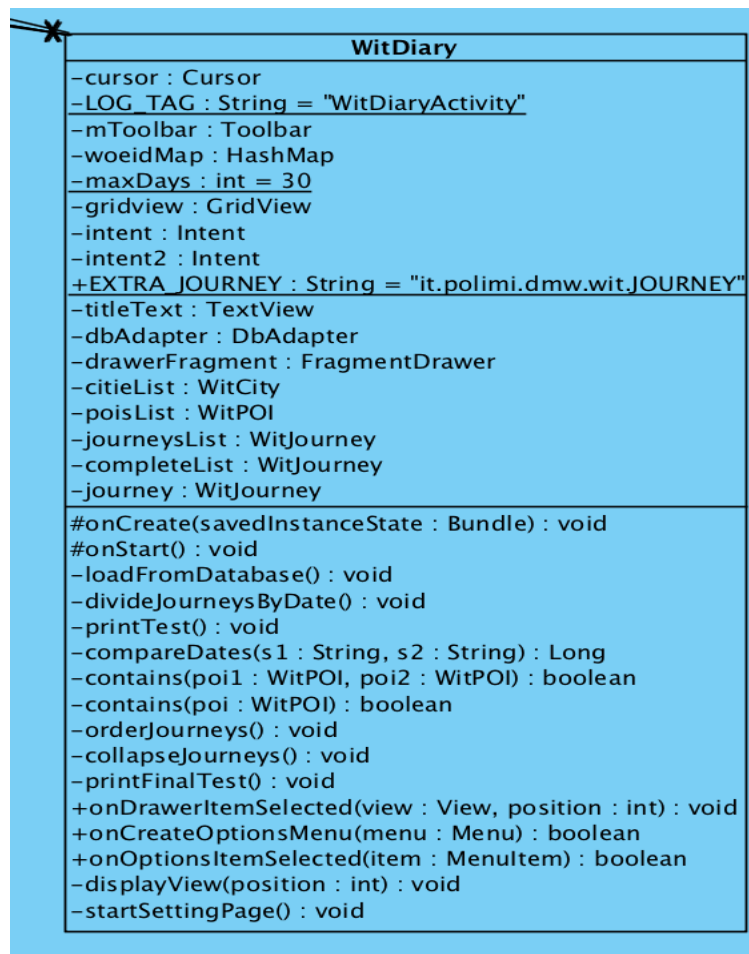 WitDiary
-cursor : Cursor
-LOG_TAG : String = "WitDiaryActivity"
-mToolbar : Toolbar
-woeidMap : HashMap
-maxDays : int = 30
-gridview : GridView
-intent : Intent
-intent2 : Intent
+EXTRA_JOURNEY : String = "it.polimi.dmw.wit.JOURNEY"
-titleText : TextView
-dbAdapter : DbAdapter
-drawerFragment : FragmentDrawer
-citieList : WitCity
-poisList : WitPOI
-journeysList : WitJourney
-completeList : WitJourney
-journey : WitJourney
#onCreate(savedInstanceState : Bundle) : void
#onStart() : void
-loadFromDatabase() : void
-divideJourneysByDate() : void
-printTest() : void
-compareDates(s1 : String, s2 : String) : Long
-contains(poi1 : WitPOI, poi2 : WitPOI) : boolean
-contains(poi : WitPOI) : boolean
-orderJourneys() : void
-collapseJourneys() : void
-printFinalTest() : void
+onDrawerItemSelected(view : View, position : int) : void
+onCreateOptionsMenu(menu : Menu) : boolean
+onOptionsItemSelected(item : MenuItem) : boolean
-displayView(position : int) : void
-startSettingPage() : void